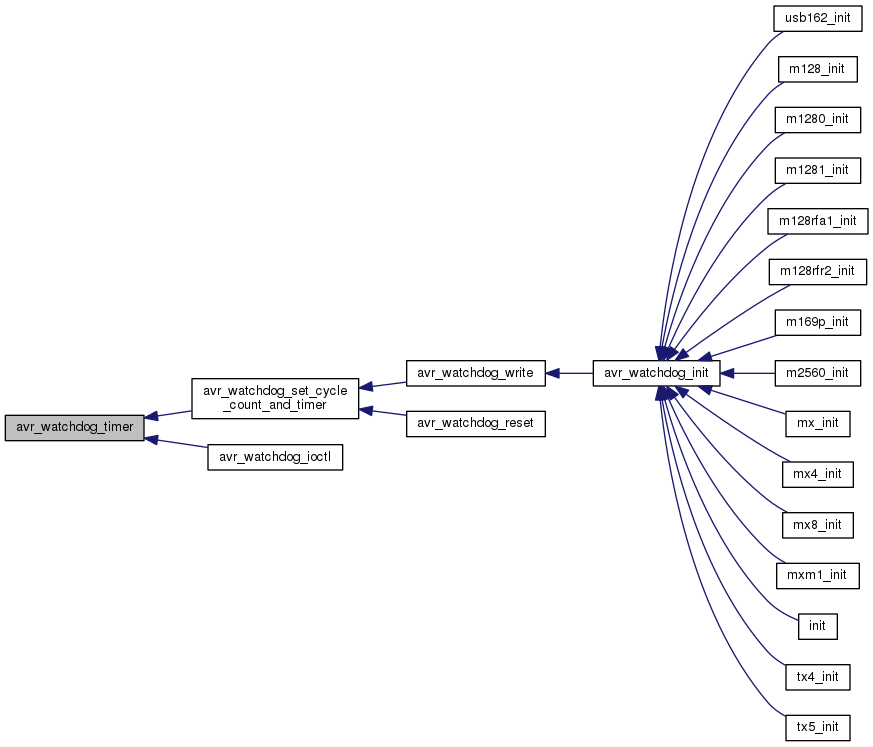 usb162_init
m128_init
m1280_init
m1281_init
m128rfa1_init
m128rfr2_init
m169p_init
avr_watchdog_timer
avr_watchdog_set_cycle
_count_and_timer
avr_watchdog_ioctl
avr_watchdog_write
avr_watchdog_reset
avr_watchdog_init
m2560_init
mx_init
mx4_init
mx8_init
mxm1_init
init
tx4_init
tx5_init